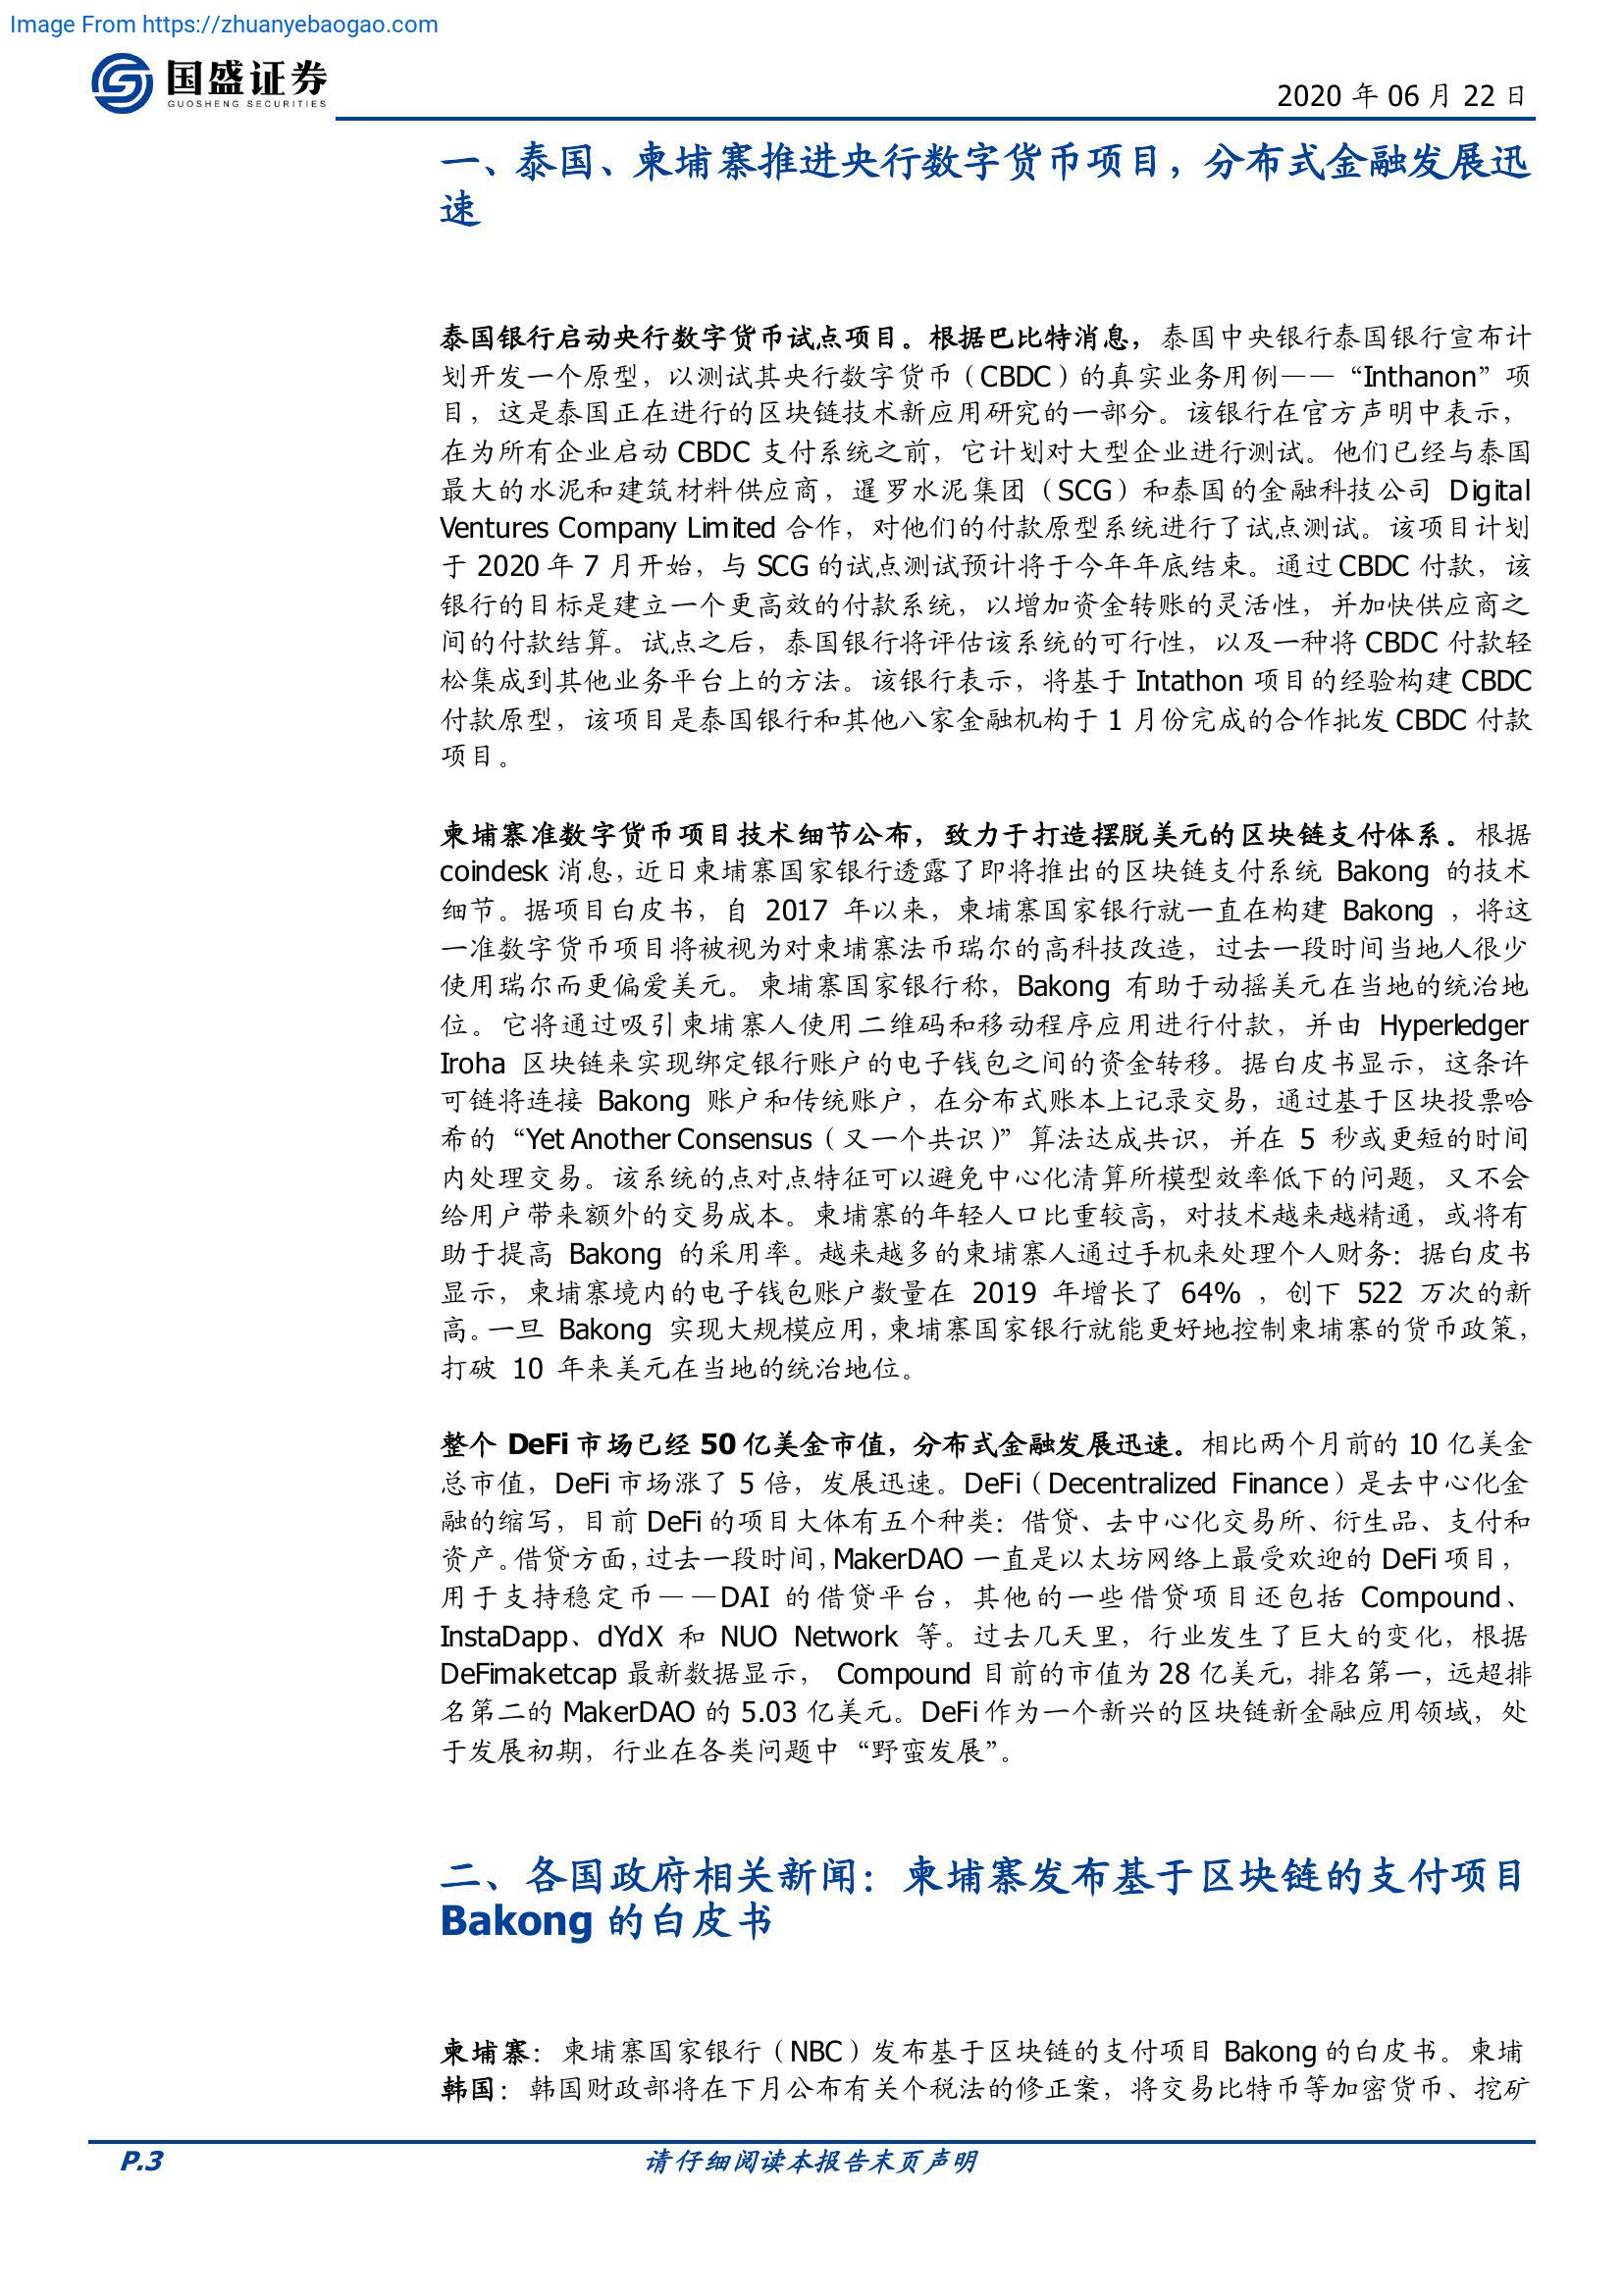 Image From https://zhuanyebaogao.com
国盛证券
GUOSHENG SECURITIES
2020 年 06 月 22 日
一、泰国、柬埔寨推进央行数字货币项目，分布式金融发展迅
速
泰国银行启动央行数字货币试点项目。根据巴比特消息，泰国中央银行泰国银行宣布计
划开发一个原型，以测试其央行数字货币（CBDC）的真实业务用例——“Inthanon”项
目，这是泰国正在进行的区块链技术新应用研究的一部分。该银行在官方声明中表示，
在为所有企业启动 CBDC 支付系统之前，它计划对大型企业进行测试。他们已经与泰国
最大的水泥和建筑材料供应商，暹罗水泥集团（SCG）和泰国的金融科技公司 Digital
Ventures Company Limited 合作，对他们的付款原型系统进行了试点测试。该项目计划
于 2020 年 7 月开始，与 SCG 的试点测试预计将于今年年底结束。通过 CBDC 付款，该
银行的目标是建立一个更高效的付款系统，以增加资金转账的灵活性，并加快供应商之
间的付款结算。试点之后，泰国银行将评估该系统的可行性，以及一种将 CBDC 付款轻
松集成到其他业务平台上的方法。该银行表示，将基于 Intathon 项目的经验构建 CBDC
付款原型，该项目是泰国银行和其他八家金融机构于 1 月份完成的合作批发 CBDC 付款
项目。
柬埔寨准数字货币项目技术细节公布，致力于打造摆脱美元的区块链支付体系。根据
coindesk 消息，近日柬埔寨国家银行透露了即将推出的区块链支付系统 Bakong 的技术
细节。据项目白皮书，自 2017 年以来，柬埔寨国家银行就一直在构建 Bakong ，将这
一准数字货币项目将被视为对柬埔寨法币瑞尔的高科技改造，过去一段时间当地人很少
使用瑞尔而更偏爱美元。柬埔寨国家银行称，Bakong 有助于动摇美元在当地的统治地
位。它将通过吸引柬埔寨人使用二维码和移动程序应用进行付款，并由 Hyperledger
Iroha 区块链来实现绑定银行账户的电子钱包之间的资金转移。据白皮书显示，这条许
可链将连接 Bakong 账户和传统账户，在分布式账本上记录交易，通过基于区块投票哈
希的“Yet Another Consensus（又一个共识）”算法达成共识，并在 5 秒或更短的时间
内处理交易。该系统的点对点特征可以避免中心化清算所模型效率低下的问题，又不会
给用户带来额外的交易成本。柬埔寨的年轻人口比重较高，对技术越来越精通，或将有
助于提高 Bakong 的采用率。越来越多的柬埔寨人通过手机来处理个人财务：据白皮书
显示，柬埔寨境内的电子钱包账户数量在 2019 年增长了 64% ，创下 522 万次的新
高。一旦 Bakong 实现大规模应用，柬埔寨国家银行就能更好地控制柬埔寨的货币政策，
打破 10 年来美元在当地的统治地位。
整个 DeFi 市场已经 50 亿美金市值，分布式金融发展迅速。相比两个月前的 10 亿美金
总市值，DeFi 市场涨了 5 倍，发展迅速。DeFi（Decentralized Finance）是去中心化金
融的缩写，目前 DeFi 的项目大体有五个种类：借贷、去中心化交易所、衍生品、支付和
资产。借贷方面，过去一段时间，MakerDAO 一直是以太坊网络上最受欢迎的 DeFi 项目，
用于支持稳定币——DAI 的借贷平台，其他的一些借贷项目还包括 Compound、
InstaDapp、dYdX 和 NUO Network 等。过去几天里，行业发生了巨大的变化，根据
DeFimaketcap 最新数据显示， Compound 目前的市值为 28 亿美元，排名第一，远超排
名第二的 MakerDAO 的 5.03 亿美元。DeFi 作为一个新兴的区块链新金融应用领域，处
于发展初期，行业在各类问题中“野蛮发展”。
二、各国政府相关新闻：柬埔寨发布基于区块链的支付项目
Bakong 的白皮书
柬埔寨：柬埔寨国家银行（NBC）发布基于区块链的支付项目 Bakong 的白皮书。柬埔
韩国：韩国财政部将在下月公布有关个税法的修正案，将交易比特币等加密货币、挖矿
P.3
请仔细阅读本报告末页声明